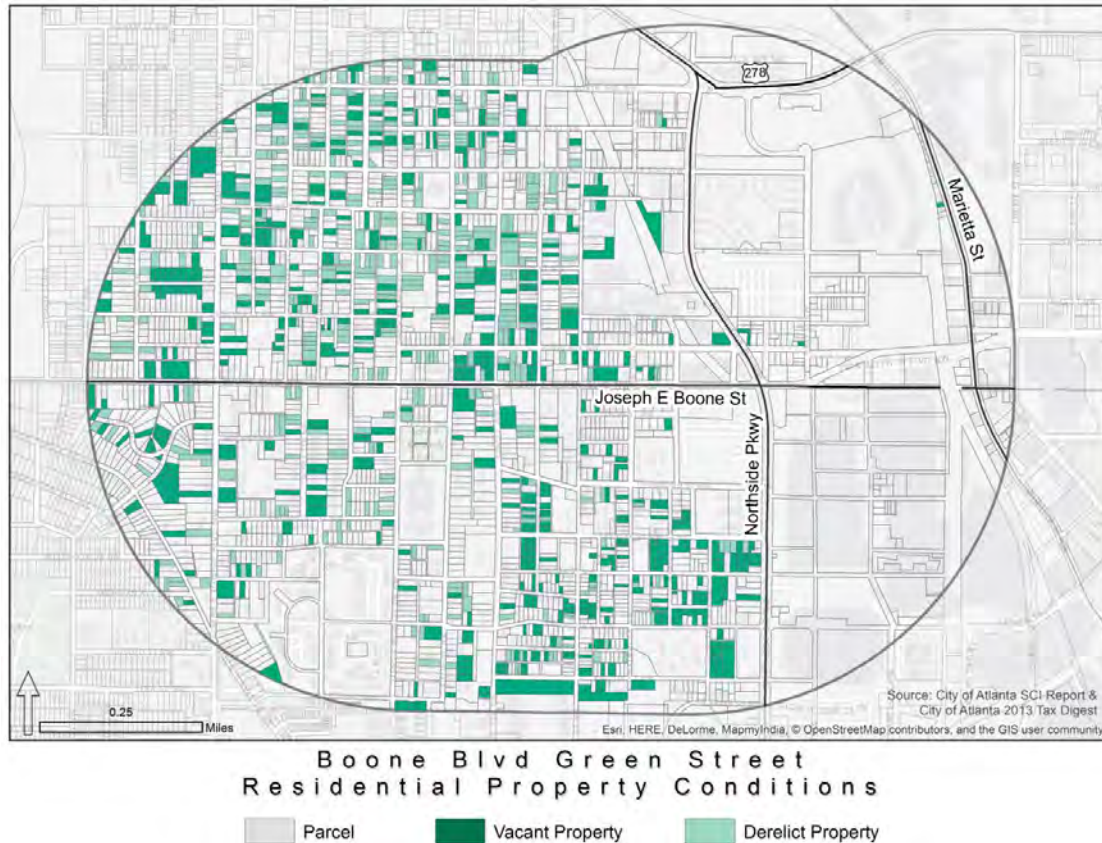 278
Marietta St
Joseph E Boone St
Northside Pkwy
0.25
Miles
Source: City of Atlanta SCI Report &
City of Atlanta 2013 Tax Digest
Esri, HERE, DeLorme, MapmyIndia, © OpenStreetMap contributors, and the GIS user community
Boone Blvd Green Street
Residential Property Conditions
Parcel
Vacant Property
Derelict Property